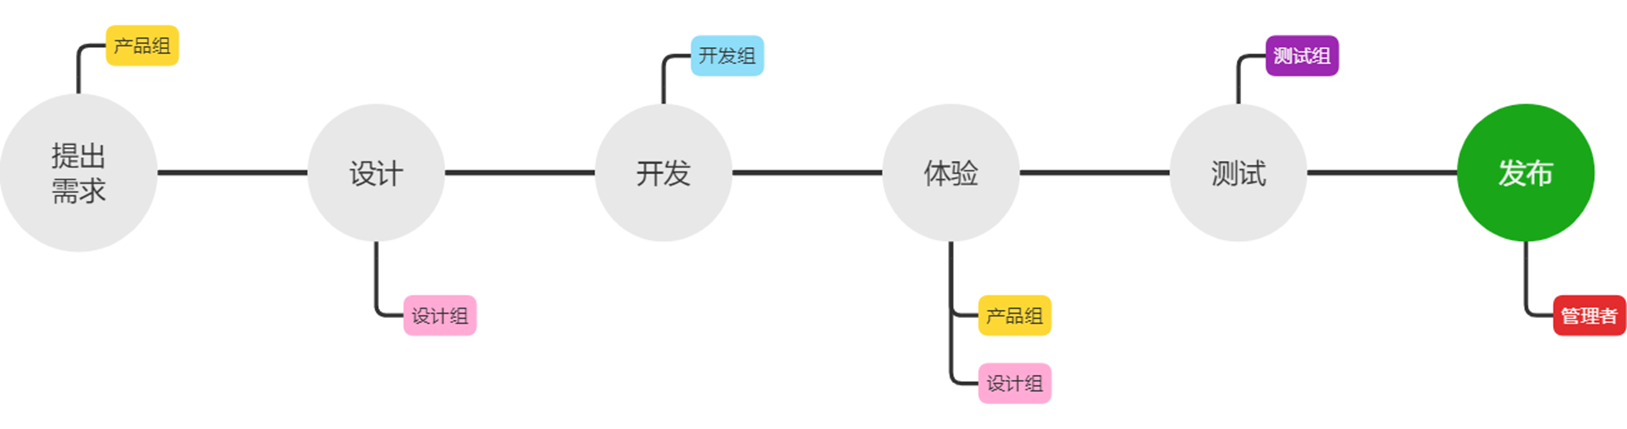 产品组
提出
需求
设计
设计组
开发组
开发
体验
产品组
设计组
测试组
测试
发布
管理者